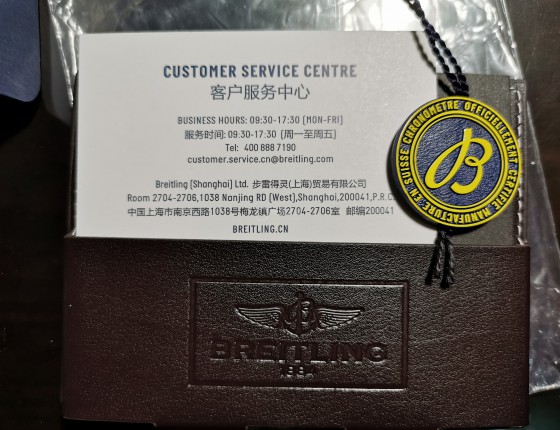 CUSTOMER SERVICE CENTRE
客户服务中心
BUSINESS HOURS: 09:30-17:30 (MON-FRI)
服务时间: 09:30-17:30 (周一至周五)
Tel: 400 888 7190
customer.service.cn@breitling.com
Breitling (Shanghai) Ltd. 步雷得灵(上海)贸易有限公司
Room 2704-2706,1038 Nanjing RD (West),Shanghai,200041,P.R.C
中国上海市南京西路1038号梅龙镇广场2704-2706室 邮编200041
BREITLING.CN
CHRONOMETRE OFFICIELLEMENT CERTIFIE MANUFACTURE EN SUISSE
B
BREITLING
1884